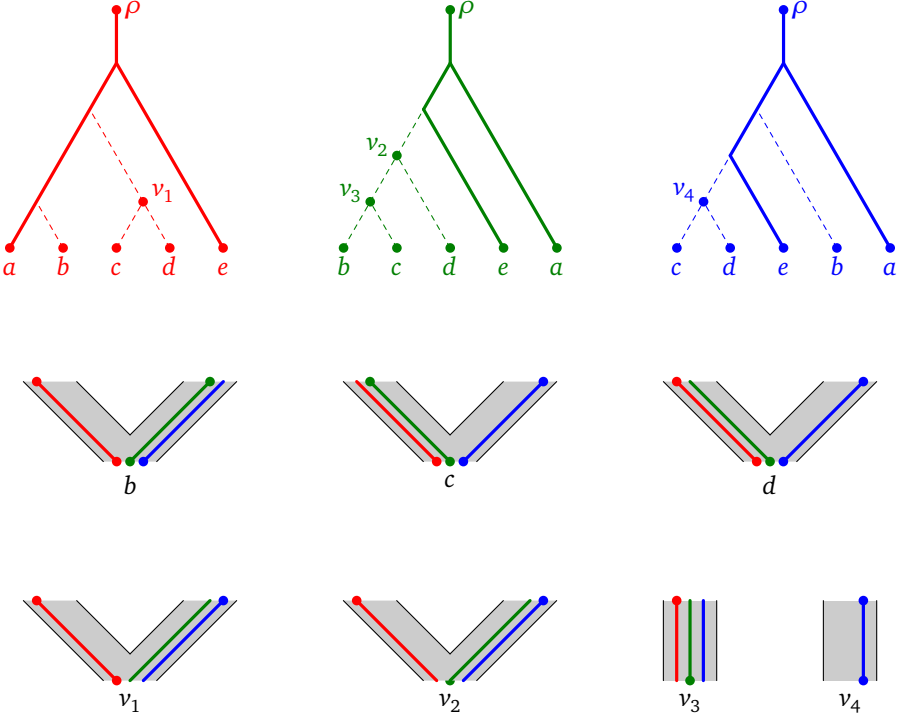 ρ ρ ρ
v1 v2 v3 v4
a b c d e b c d e a c d e b a
b c d
v1 v2 v3 v4